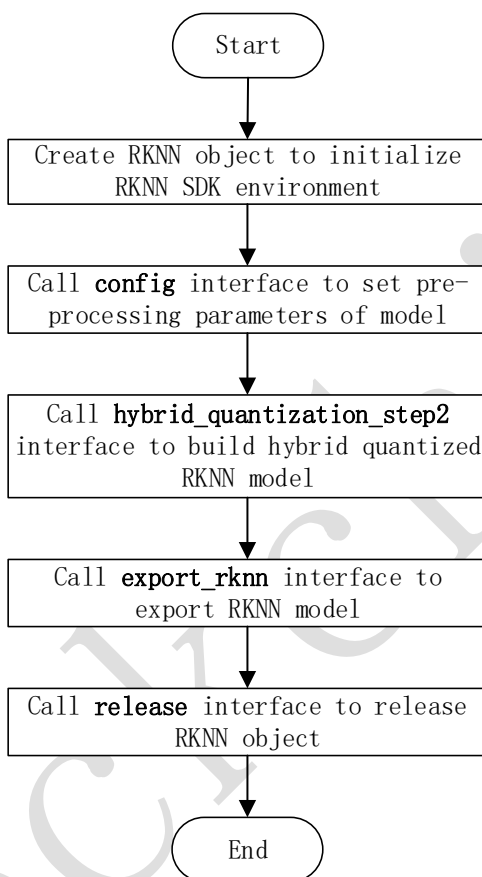 Start
Create RKNN object to initialize
RKNN SDK environment
Call config interface to set pre-
processing parameters of model
Call hybrid_quantization_step2
interface to build hybrid quantized
RKNN model
Call export_rknn interface to
export RKNN model
Call release interface to release
RKNN object
End